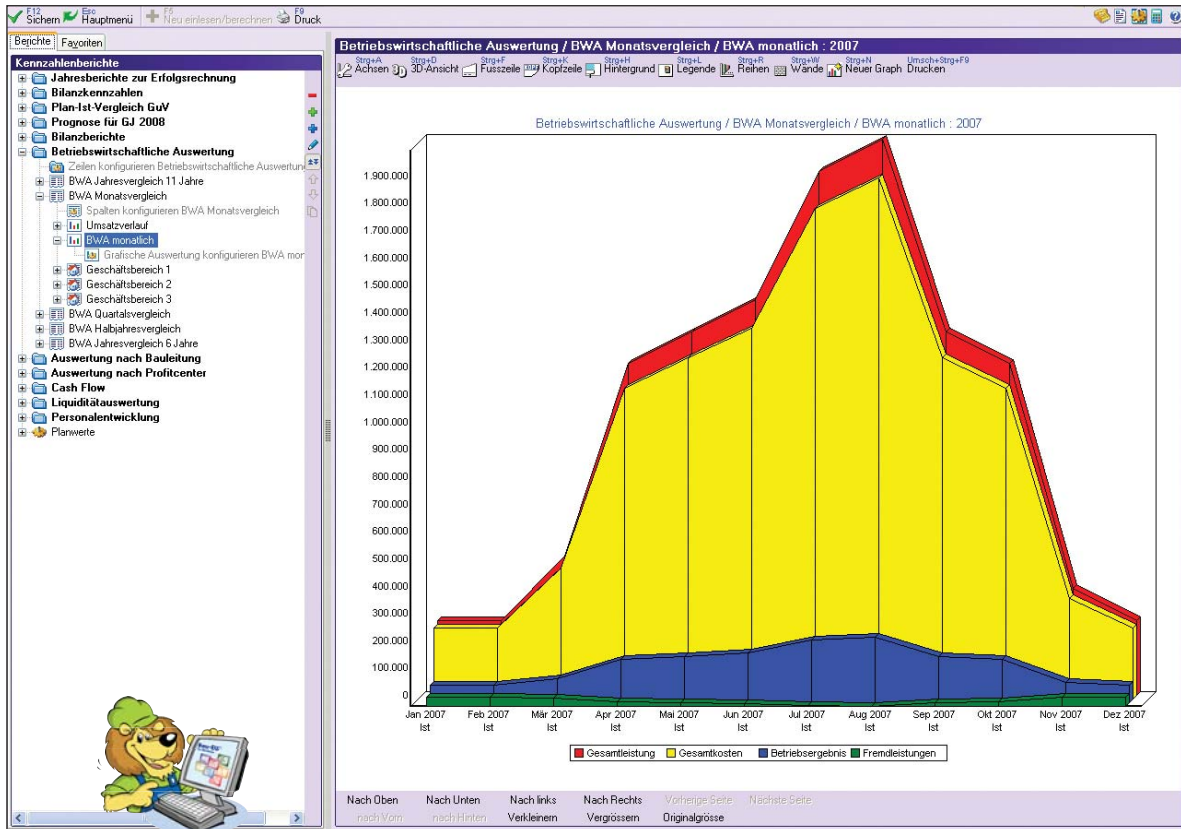 F12 Esc F5 F9
Sichern Hauptmenü Neu einlesen/berechnen Druck
Berichte Favoriten
Kennzahlenberichte
Jahresberichte zur Erfolgsrechnung
Bilanzkennzahlen
Plan-Ist-Vergleich GuV
Prognose für GJ 2008
Bilanzberichte
Betriebswirtschaftliche Auswertung
Zeilen konfigurieren Betriebswirtschaftliche Auswertun
BWA Jahresvergleich 11 Jahre
BWA Monatsvergleich
Spalten konfigurieren BWA Monatsvergleich
Umsatzverlauf
BWA monatlich
Grafische Auswertung konfigurieren BWA mor
Geschäftsbereich 1
Geschäftsbereich 2
Geschäftsbereich 3
BWA Quartalsvergleich
BWA Halbjahresvergleich
BWA Jahresvergleich 6 Jahre
Auswertung nach Bauleitung
Auswertung nach Profitcenter
Cash Flow
Liquiditätauswertung
Personalentwicklung
Planwerte
Betriebswirtschaftliche Auswertung / BWA Monatsvergleich / BWA monatlich : 2007
Strg+A Strg+D Strg+F Strg+K Strg+H Strg+L Strg+R Strg+W Strg+N Umsch+Strg+F9
Achsen 3D-Ansicht Fusszeile Kopfzeile Hintergrund Legende Reihen Wände Neuer Graph Drucken
Betriebswirtschaftliche Auswertung / BWA Monatsvergleich / BWA monatlich : 2007
1.900.000
1.800.000
1.700.000
1.600.000
1.500.000
1.400.000
1.300.000
1.200.000
1.100.000
1.000.000
900.000
800.000
700.000
600.000
500.000
400.000
300.000
200.000
100.000
0
Jan 2007 Feb 2007 Mär 2007 Apr 2007 Mai 2007 Jun 2007 Jul 2007 Aug 2007 Sep 2007 Okt 2007 Nov 2007 Dez 2007
Ist Ist Ist Ist Ist Ist Ist Ist Ist Ist Ist Ist
Gesamtleistung Gesamtkosten Betriebsergebnis Fremdleistungen
Nach Oben Nach Unten Nach links Nach Rechts Vorherige Seite Nächste Seite
nach Vorn nach Hinten Verkleinern Vergrössern Originalgrösse